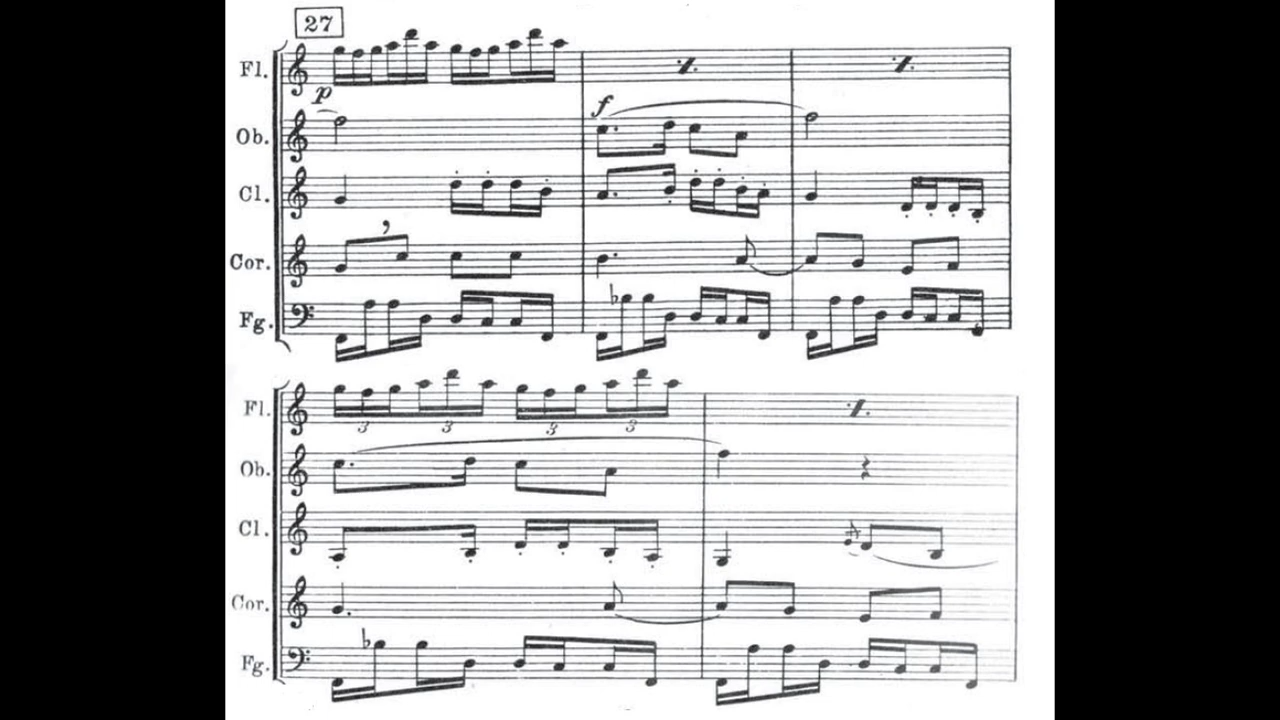 27
Fl.
p
Ob.
f
Cl.
Cor.
Fg.
Fl.
3 3 3 3
Ob.
Cl.
Cor.
Fg.